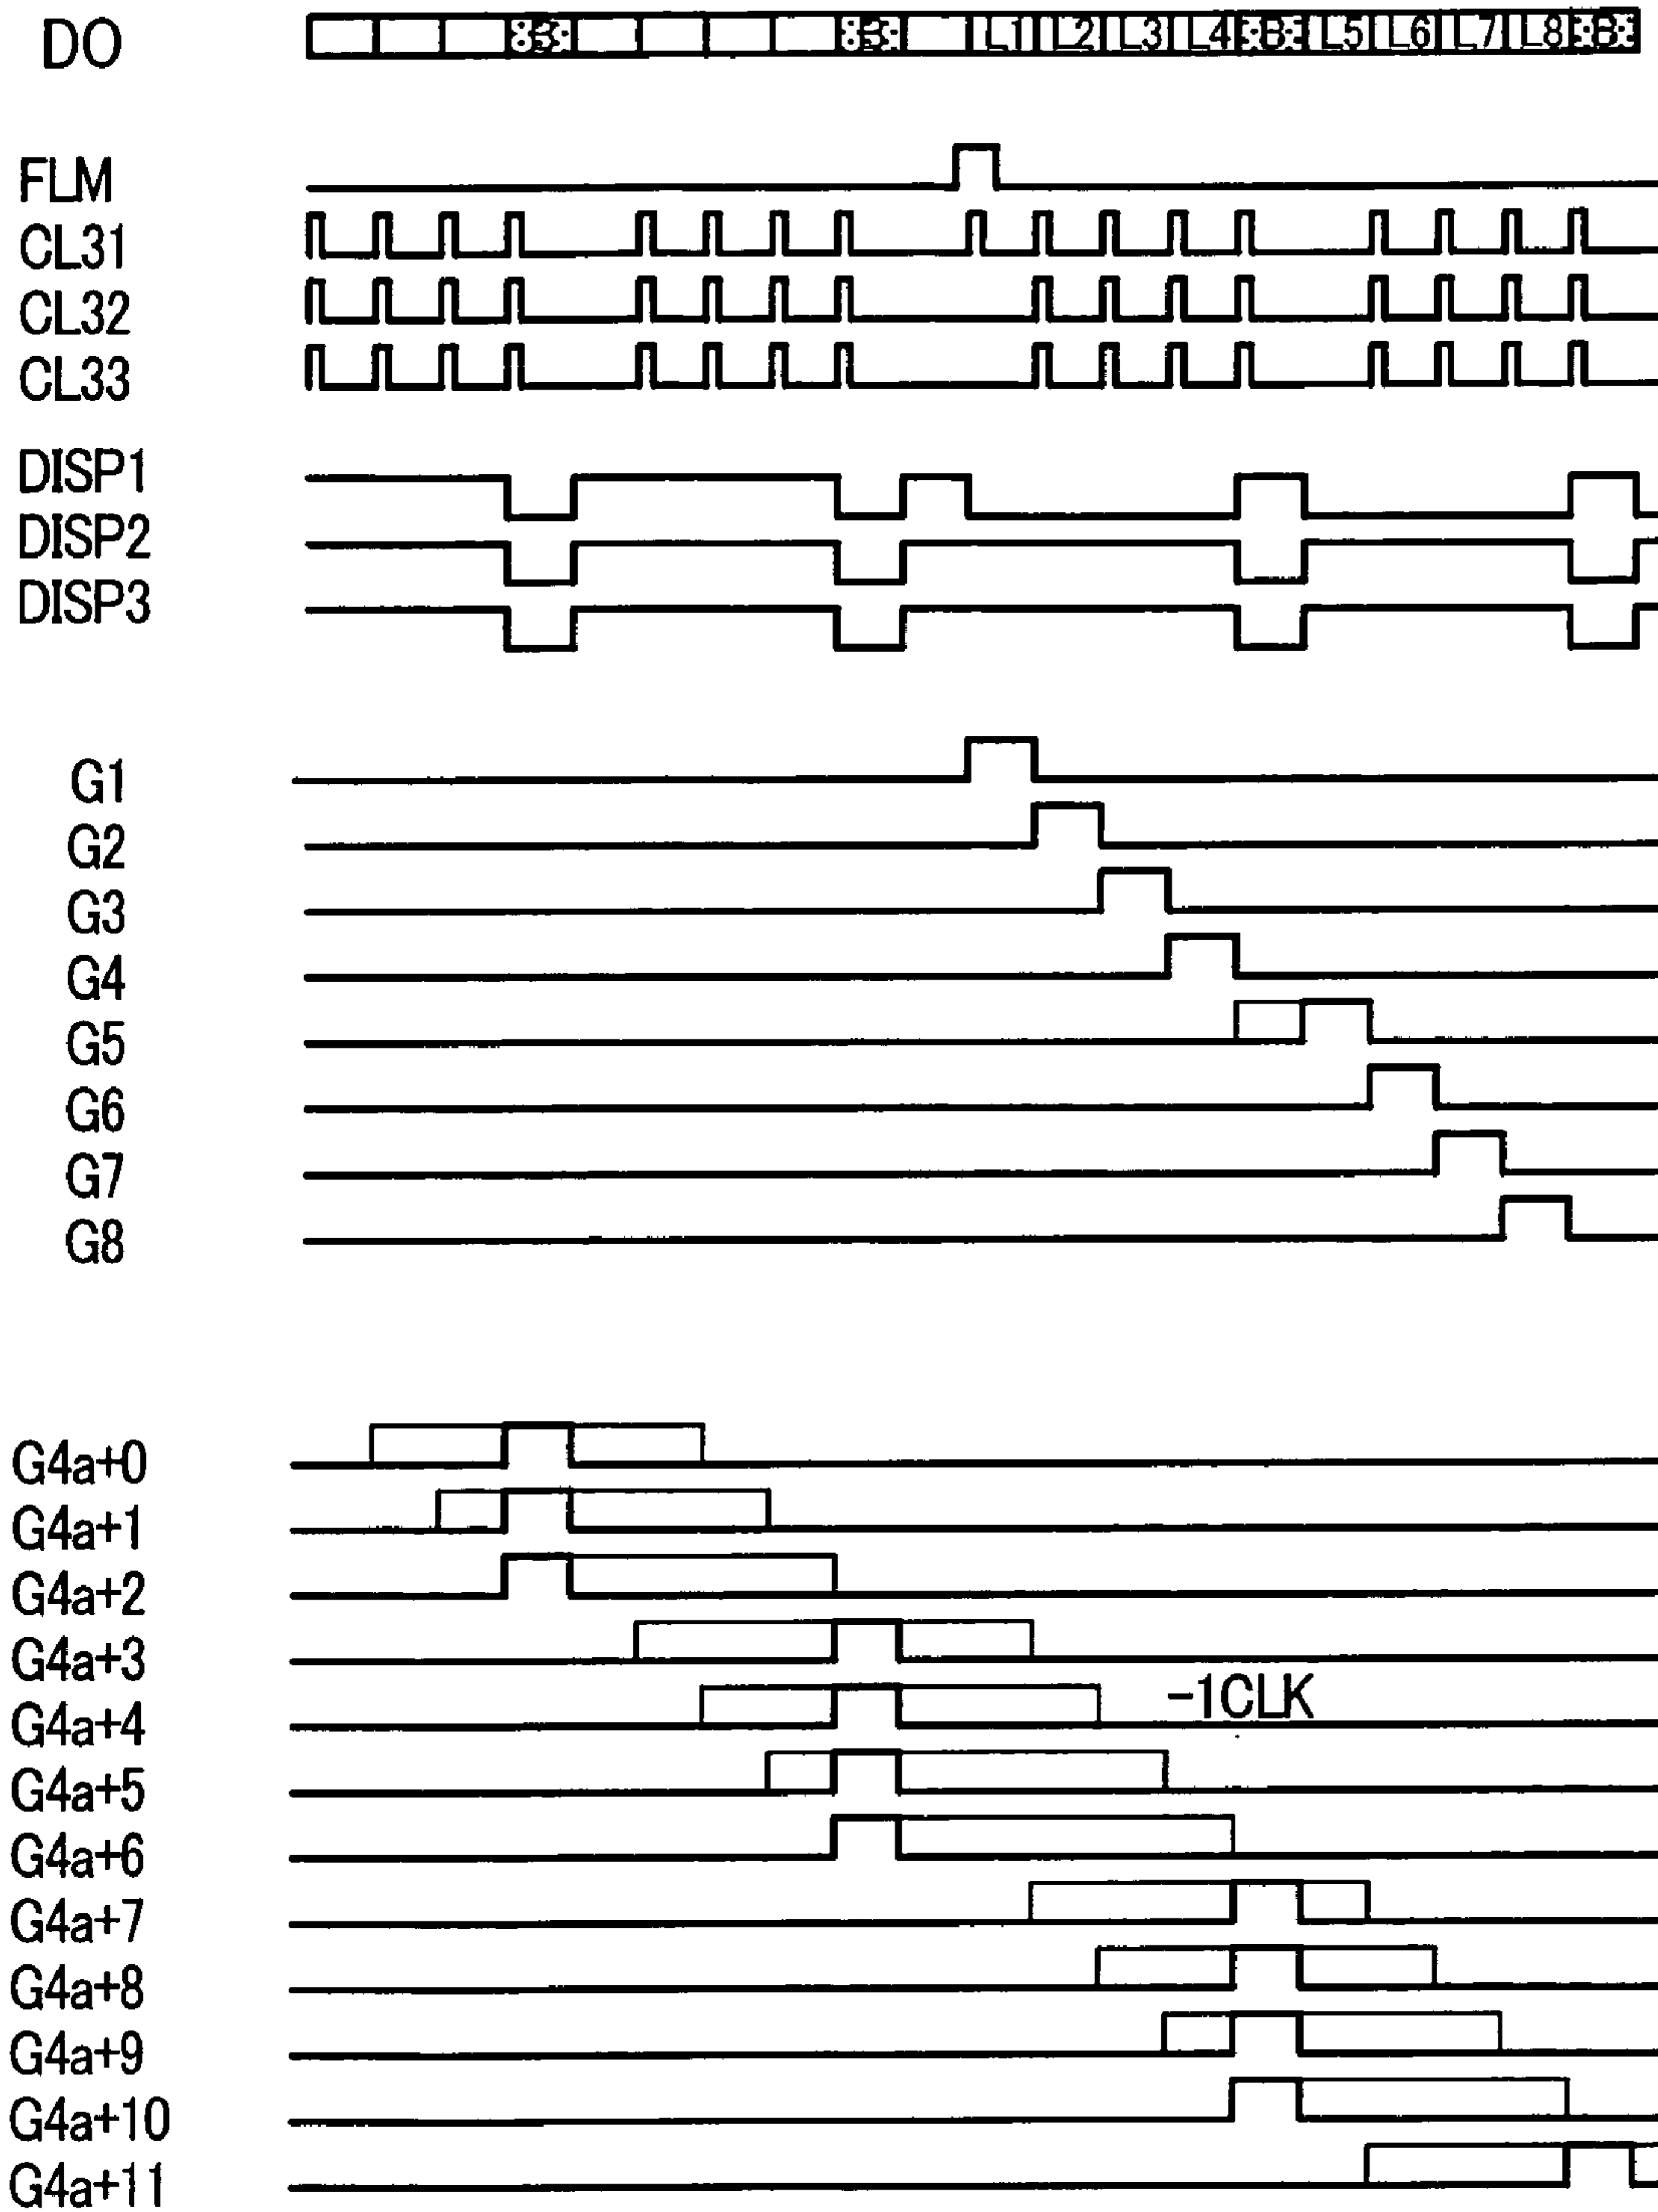 DO L1 L2 L3 L4 B L5 L6 L7 L8 B
FLM
CL31
CL32
CL33
DISP1
DISP2
DISP3
G1
G2
G3
G4
G5
G6
G7
G8
G4a+0
G4a+1
G4a+2
G4a+3
G4a+4 -1CLK
G4a+5
G4a+6
G4a+7
G4a+8
G4a+9
G4a+10
G4a+11